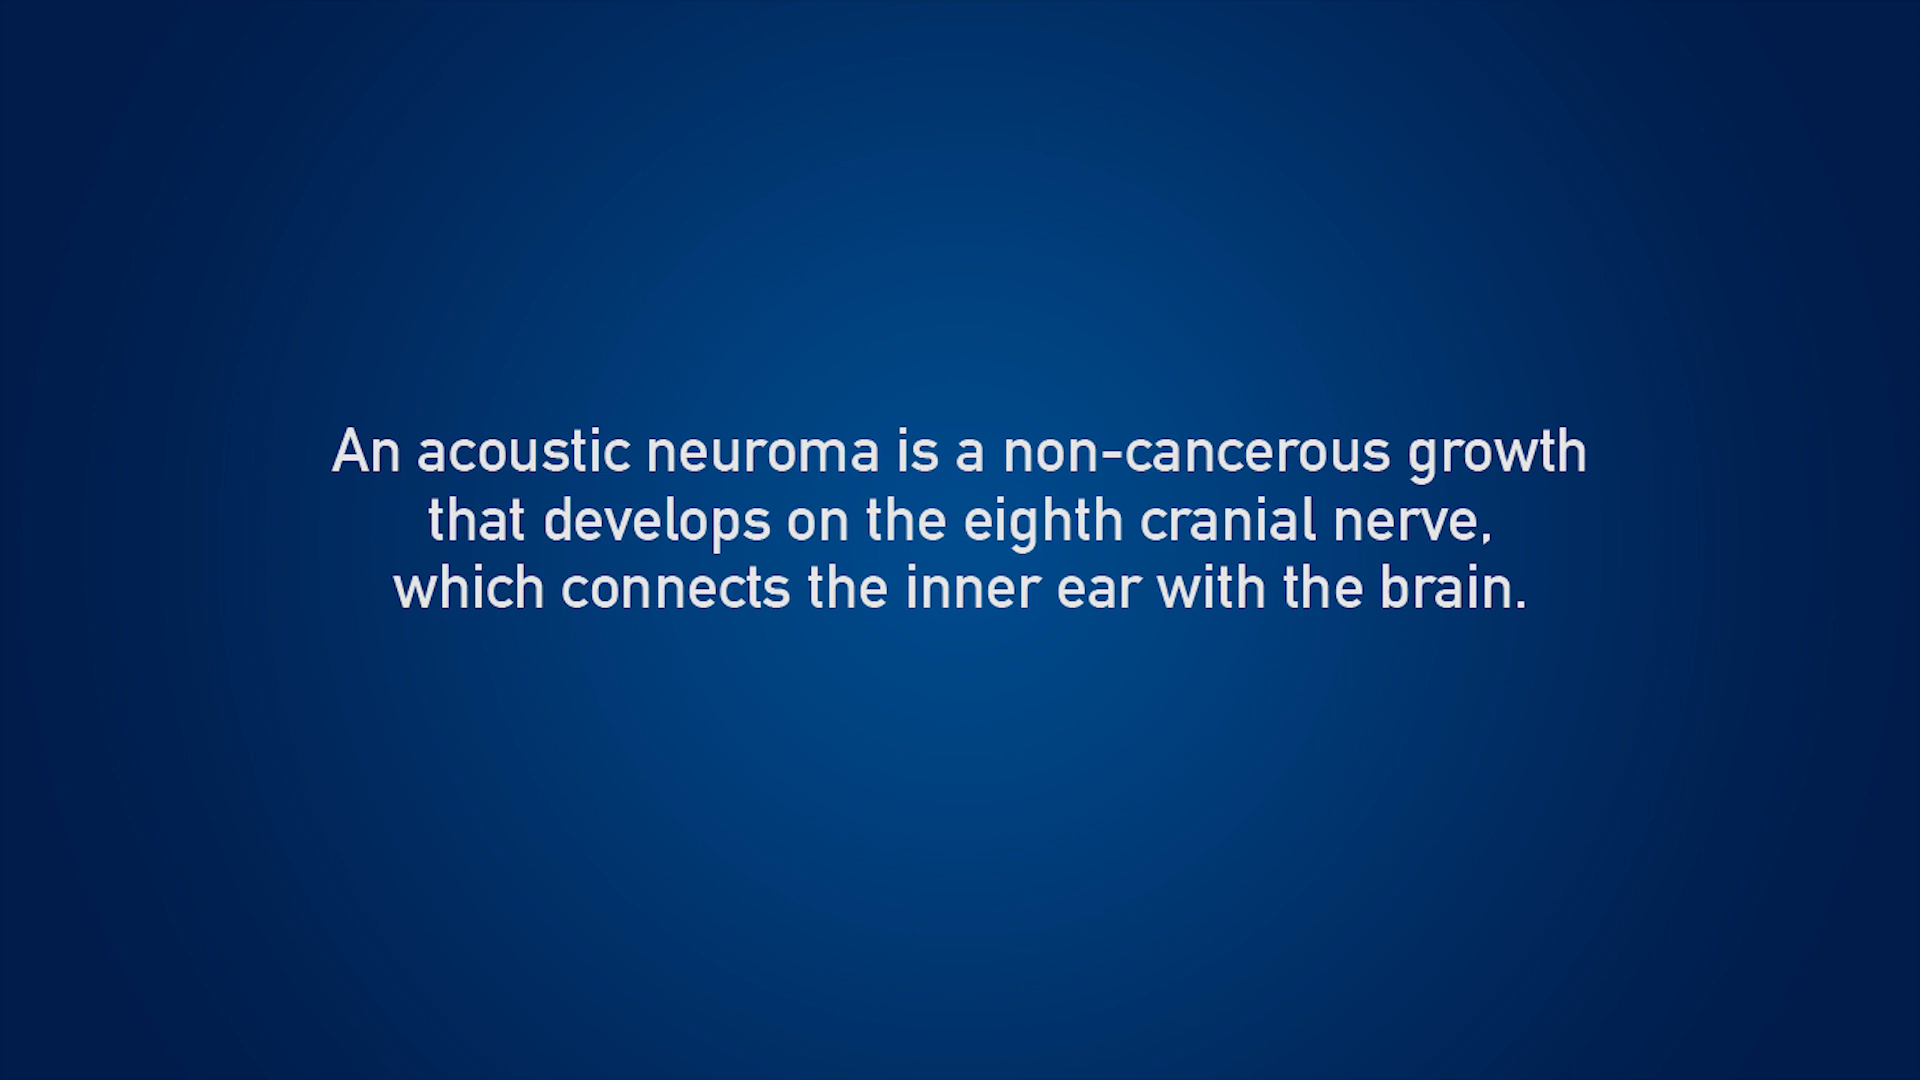 An acoustic neuroma is a non-cancerous growth
that develops on the eighth cranial nerve,
which connects the inner ear with the brain.